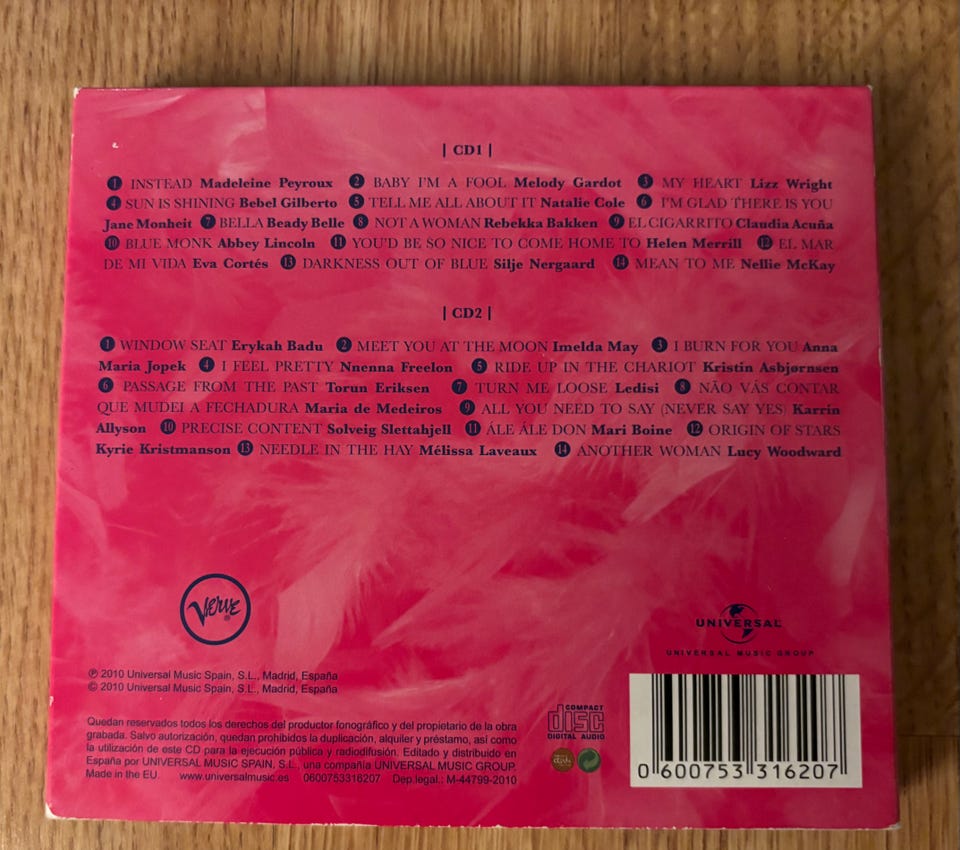 | CD1 |
1 INSTEAD Madeleine Peyroux 2 BABY I'M A FOOL Melody Gardot 3 MY HEART Lizz Wright
4 SUN IS SHINING Bebel Gilberto 5 TELL ME ALL ABOUT IT Natalie Cole 6 I'M GLAD THERE IS YOU
Jane Monheit 7 BELLA Beady Belle 8 NOT A WOMAN Rebekka Bakken 9 EL CIGARRITO Claudia Acuña
10 BLUE MONK Abbey Lincoln 11 YOU'D BE SO NICE TO COME HOME TO Helen Merrill 12 EL MAR
DE MI VIDA Eva Cortés 13 DARKNESS OUT OF BLUE Silje Nergaard 14 MEAN TO ME Nellie McKay
| CD2 |
1 WINDOW SEAT Erykah Badu 2 MEET YOU AT THE MOON Imelda May 3 I BURN FOR YOU Anna
Maria Jopek 4 I FEEL PRETTY Nnenna Freelon 5 RIDE UP IN THE CHARIOT Kristin Asbjørnsen
6 PASSAGE FROM THE PAST Torun Eriksen 7 TURN ME LOOSE Ledisi 8 NÃO VÁS CONTAR
QUE MUDEI A FECHADURA Maria de Medeiros 9 ALL YOU NEED TO SAY (NEVER SAY YES) Karrin
Allyson 10 PRECISE CONTENT Solveig Slettahjell 11 ÁLE ÁLE DON Mari Boine 12 ORIGIN OF STARS
Kyrie Kristmanson 13 NEEDLE IN THE HAY Mélissa Laveaux 14 ANOTHER WOMAN Lucy Woodward
Verve ®
UNIVERSAL
UNIVERSAL MUSIC GROUP
℗ 2010 Universal Music Spain, S.L., Madrid, España
© 2010 Universal Music Spain, S.L., Madrid, España
Quedan reservados todos los derechos del productor fonográfico y del propietario de la obra
grabada. Salvo autorización, quedan prohibidos la duplicación, alquiler y préstamo, así como
la utilización de este CD para la ejecución pública y radiodifusión. Editado y distribuido en
España por UNIVERSAL MUSIC SPAIN, S.L., una compañía UNIVERSAL MUSIC GROUP.
Made in the EU. www.universalmusic.es 0600753316207 Dep.legal.: M-44799-2010
COMPACT
disc
DIGITAL AUDIO
0 600753 316207